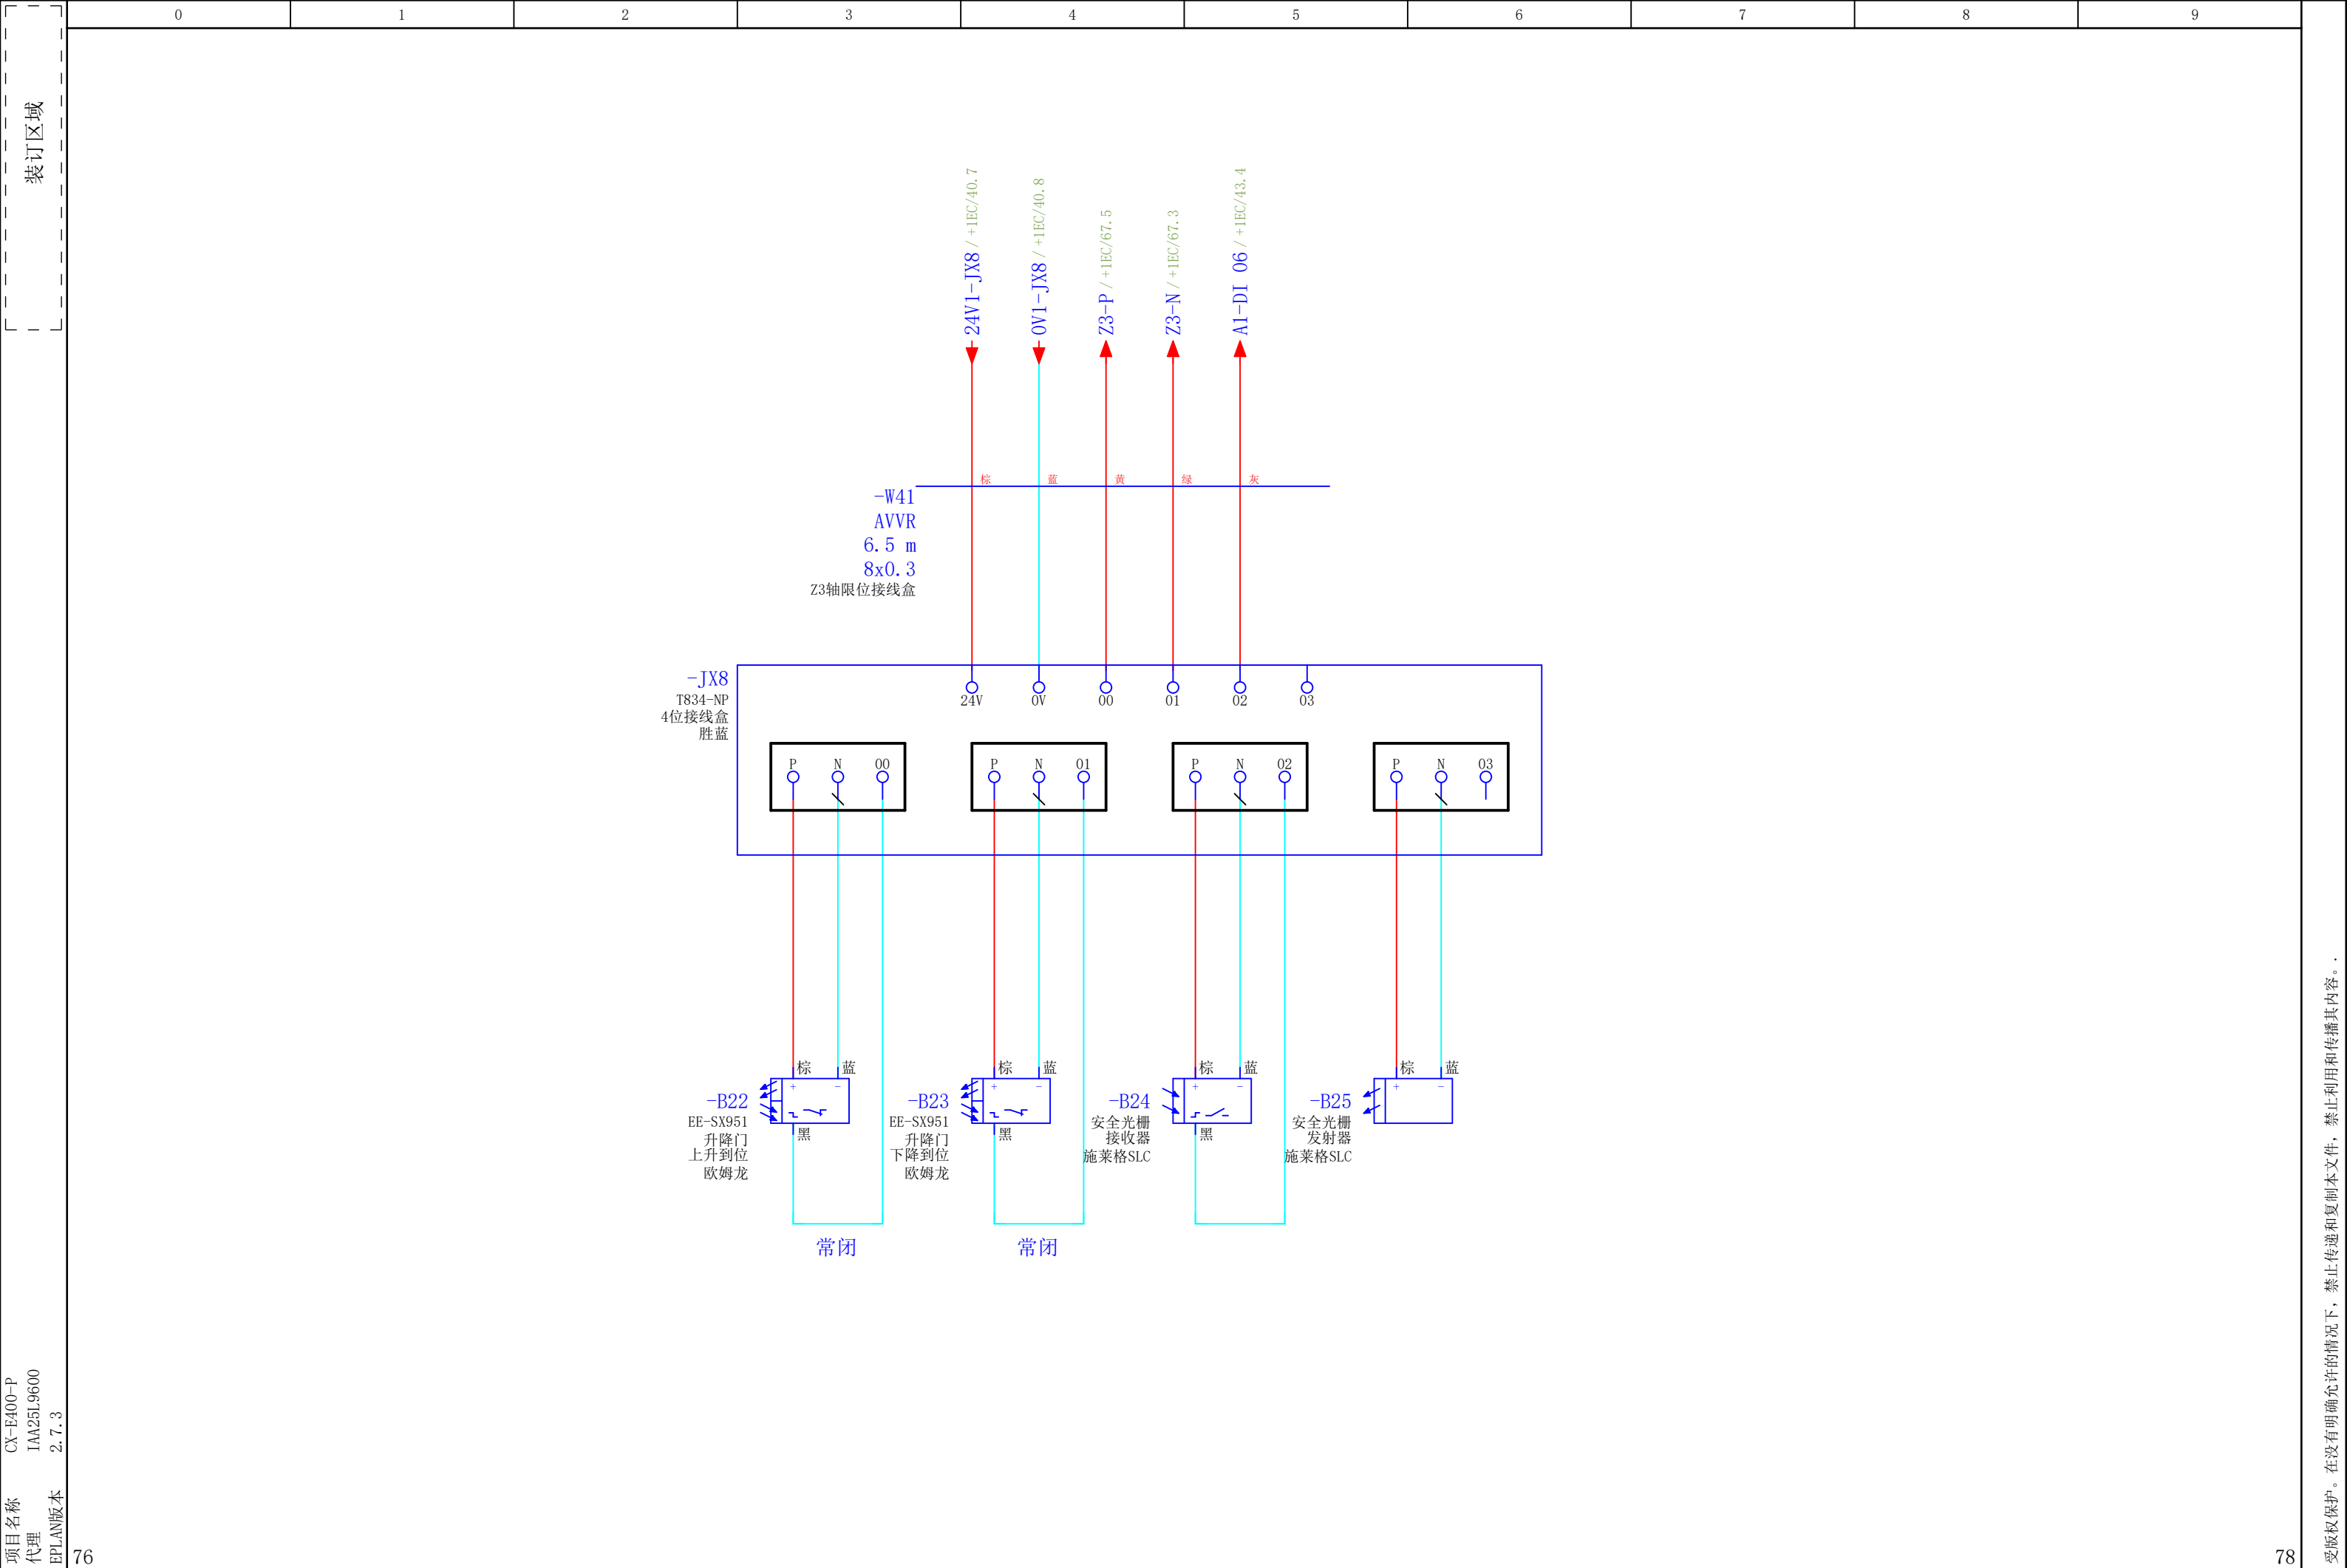 0 1 2 3 4 5 6 7 8 9
装订区域
24V1-JX8 / +1EC/40.7
0V1-JX8 / +1EC/40.8
Z3-P / +1EC/67.5
Z3-N / +1EC/67.3
A1-DI 06 / +1EC/43.4
棕 蓝 黄 绿 灰
-W41
AVVR
6.5 m
8x0.3
Z3轴限位接线盒
-JX8
T834-NP
4位接线盒
胜蓝
24V 0V 00 01 02 03
P N 00 P N 01 P N 02 P N 03
棕 蓝 棕 蓝 棕 蓝 棕 蓝
+ - + - + - + -
-B22
EE-SX951
升降门
上升到位
欧姆龙
黑
-B23
EE-SX951
升降门
下降到位
欧姆龙
黑
-B24
安全光栅
接收器
施莱格SLC
黑
-B25
安全光栅
发射器
施莱格SLC
常闭 常闭
项目名称 CX-E400-P
代理 IAA25L9600
EPLAN版本 2.7.3
76
78
受版权保护。在没有明确允许的情况下，禁止传递和复制本文件，禁止利用和传播其内容。.